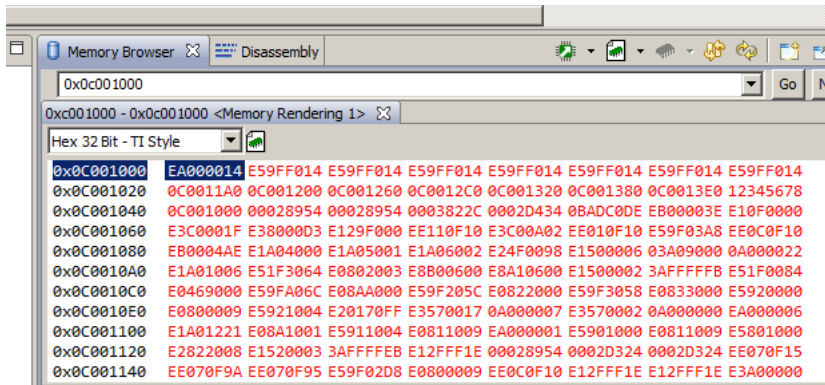 Memory Browser Disassembly
0x0c001000 Go
0xc001000 - 0x0c001000 <Memory Rendering 1>
Hex 32 Bit - TI Style
0x0C001000 EA000014 E59FF014 E59FF014 E59FF014 E59FF014 E59FF014 E59FF014 E59FF014
0x0C001020 0C0011A0 0C001200 0C001260 0C0012C0 0C001320 0C001380 0C0013E0 12345678
0x0C001040 0C001000 00028954 00028954 0003822C 0002D434 0BADC0DE EB00003E E10F0000
0x0C001060 E3C0001F E38000D3 E129F000 EE110F10 E3C00A02 EE010F10 E59F03A8 EE0C0F10
0x0C001080 EB0004AE E1A04000 E1A05001 E1A06002 E24F0098 E1500006 03A09000 0A000022
0x0C0010A0 E1A01006 E51F3064 E0802003 E8B00600 E8A10600 E1500002 3AFFFFFB E51F0084
0x0C0010C0 E0469000 E59FA06C E08AA000 E59F205C E0822000 E59F3058 E0833000 E5920000
0x0C0010E0 E0800009 E5921004 E20170FF E3570017 0A000007 E3570002 0A000000 EA000006
0x0C001100 E1A01221 E08A1001 E5911004 E0811009 EA000001 E5901000 E0811009 E5801000
0x0C001120 E2822008 E1520003 3AFFFFEB E12FFF1E 00028954 0002D324 0002D324 EE070F15
0x0C001140 EE070F9A EE070F95 E59F02D8 E0800009 EE0C0F10 E12FFF1E E12FFF1E E3A00000